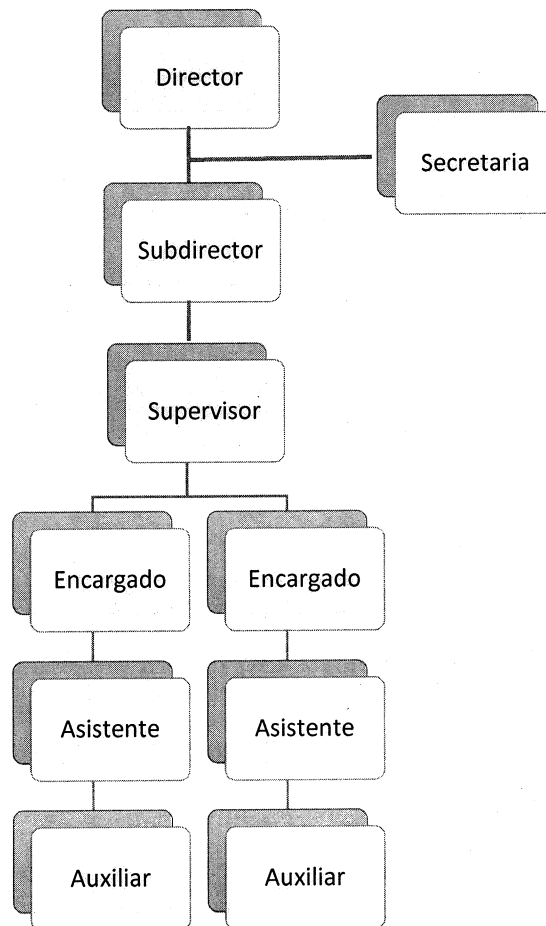 Director
Secretaria
Subdirector
Supervisor
Encargado
Encargado
Asistente
Asistente
Auxiliar
Auxiliar